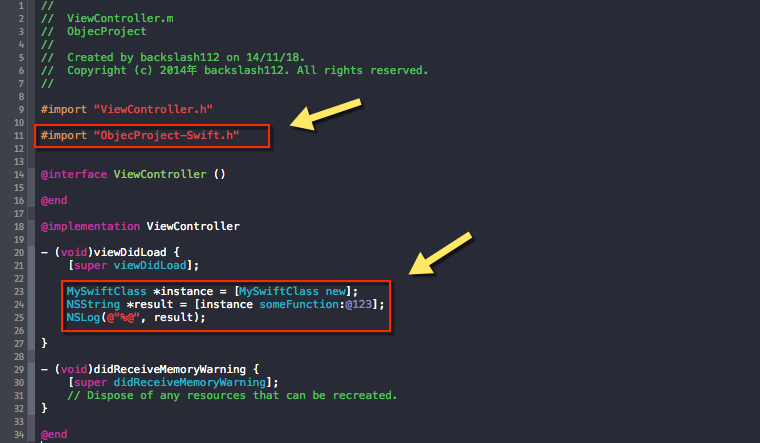 1 //
2 //  ViewController.m
3 //  ObjecProject
4 //
5 //  Created by backslash112 on 14/11/18.
6 //  Copyright (c) 2014年 backslash112. All rights reserved.
7 //
8
9 #import "ViewController.h"
10
11 #import "ObjecProject-Swift.h"
12
13
14 @interface ViewController ()
15
16 @end
17
18 @implementation ViewController
19
20 - (void)viewDidLoad {
21     [super viewDidLoad];
22
23     MySwiftClass *instance = [MySwiftClass new];
24     NSString *result = [instance someFunction:@123];
25     NSLog(@"%@", result);
26
27 }
28
29 - (void)didReceiveMemoryWarning {
30     [super didReceiveMemoryWarning];
31     // Dispose of any resources that can be recreated.
32 }
33
34 @end